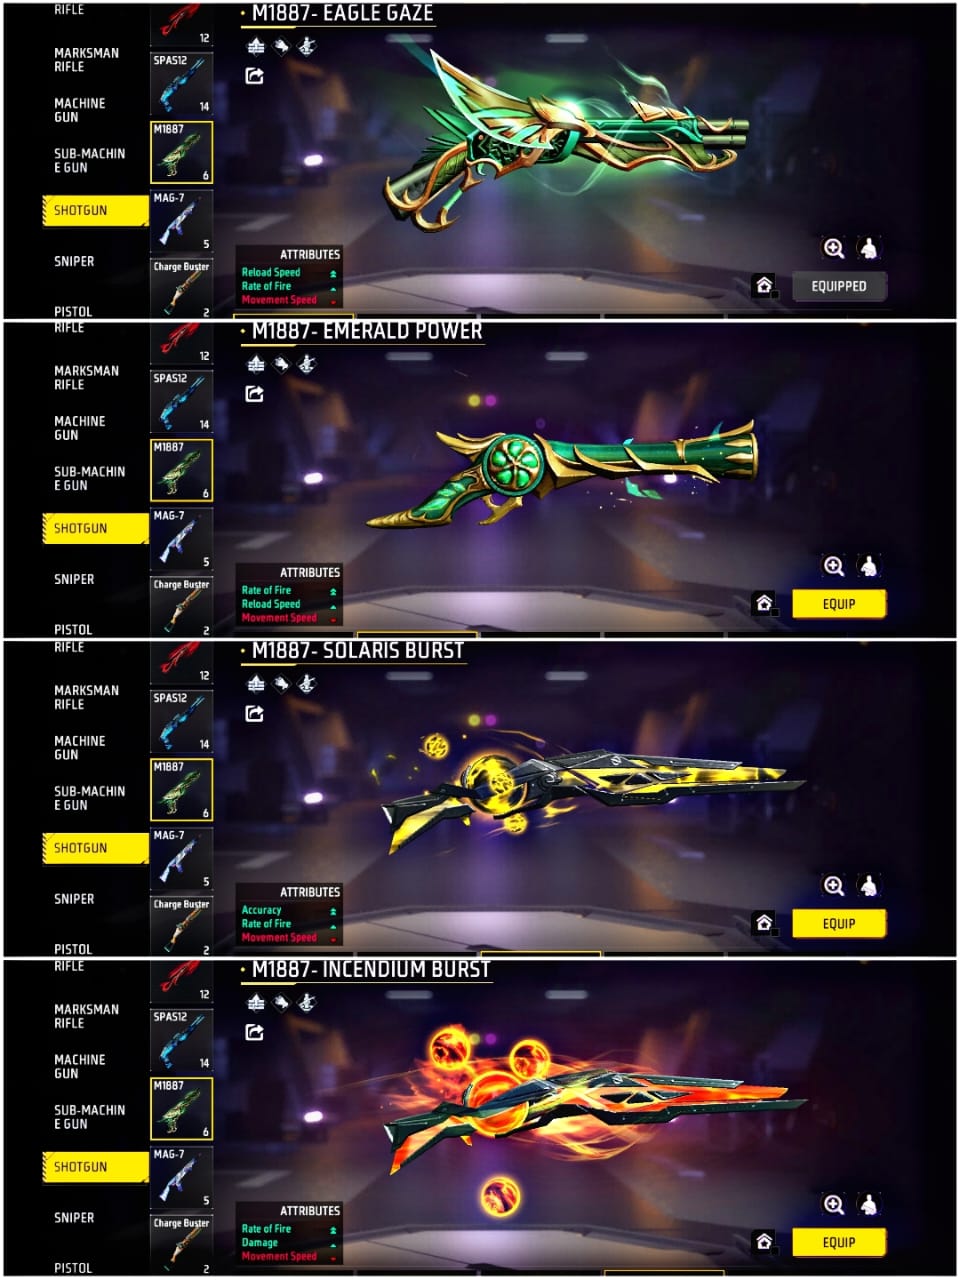 M1887- EAGLE GAZE
RIFLE
12
MARKSMAN
RIFLE
SPAS12
14
MACHINE
GUN
M1887
6
SUB-MACHIN
E GUN
SHOTGUN
MAG-7
5
SNIPER
Charge Buster
2
PISTOL
ATTRIBUTES
Reload Speed
Rate of Fire
Movement Speed
EQUIPPED
M1887- EMERALD POWER
RIFLE
12
MARKSMAN
RIFLE
SPAS12
14
MACHINE
GUN
M1887
6
SUB-MACHIN
E GUN
SHOTGUN
MAG-7
5
SNIPER
Charge Buster
2
PISTOL
ATTRIBUTES
Rate of Fire
Reload Speed
Movement Speed
EQUIP
M1887- SOLARIS BURST
RIFLE
12
MARKSMAN
RIFLE
SPAS12
14
MACHINE
GUN
M1887
6
SUB-MACHIN
E GUN
SHOTGUN
MAG-7
5
SNIPER
Charge Buster
2
PISTOL
ATTRIBUTES
Accuracy
Rate of Fire
Movement Speed
EQUIP
M1887- INCENDIUM BURST
RIFLE
12
MARKSMAN
RIFLE
SPAS12
14
MACHINE
GUN
M1887
6
SUB-MACHIN
E GUN
SHOTGUN
MAG-7
5
SNIPER
Charge Buster
2
PISTOL
ATTRIBUTES
Rate of Fire
Damage
Movement Speed
EQUIP